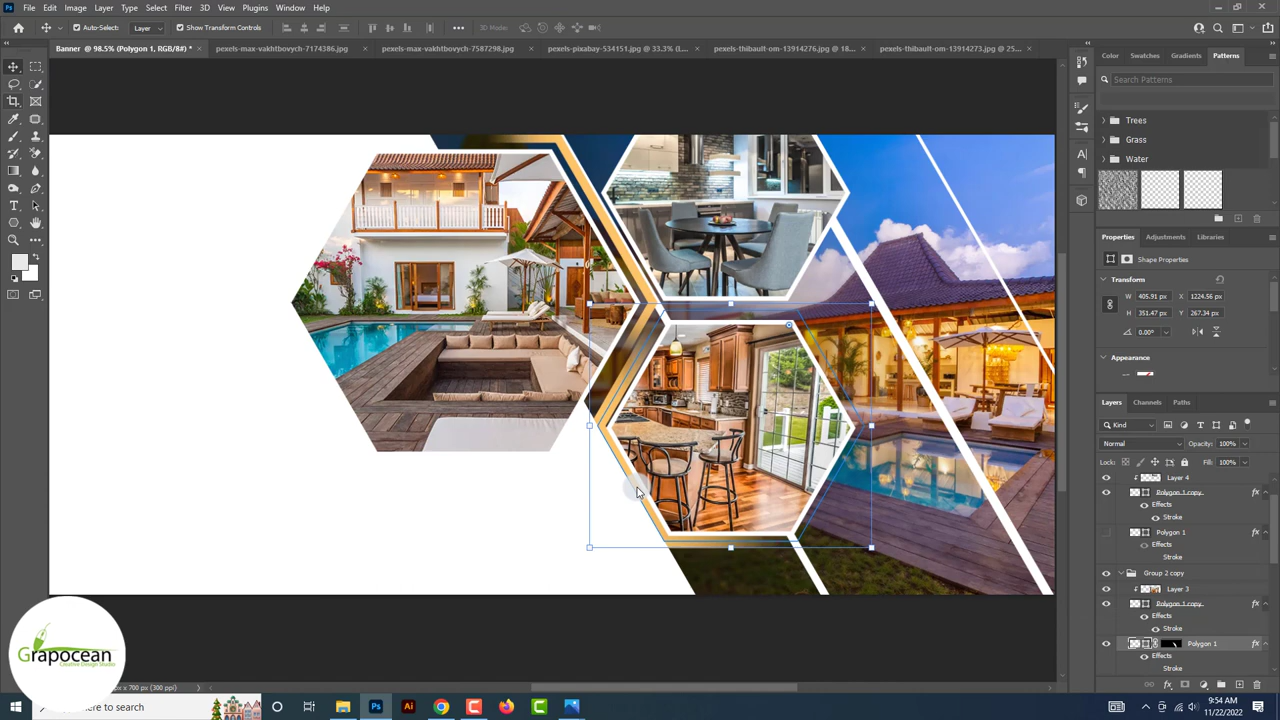 File Edit Image Layer Type Select Filter 3D View Plugins Window Help
Auto-Select: Layer Show Transform Controls 3D Mode:
Banner @ 98.5% (Polygon 1, RGB/8#) * × pexels-max-vakhtbovych-7174386.jpg × pexels-max-vakhtbovych-7587298.jpg × pexels-pixabay-534151.jpg @ 33.3% (L... × pexels-thibault-om-13914276.jpg @ 18... × pexels-thibault-om-13914273.jpg @ 25... ×
Color Swatches Gradients Patterns
Search Patterns
Trees
Grass
Water
Properties Adjustments Libraries
Shape Properties
Transform
W 405.91 px X 1224.56 px
H 351.47 px Y 267.34 px
0.00°
Appearance
Layers Channels Paths
Kind
Normal Opacity: 100%
Lock: Fill: 100%
Layer 4
Polygon 1 copy fx
Effects
Stroke
Polygon 1 fx
Effects
Stroke
Group 2 copy
Layer 3
Polygon 1 copy fx
Effects
Stroke
Polygon 1 fx
Effects
Stroke
Grapocean
Creative Design Studio
px x 700 px (300 ppi)
here to search
9:54 AM
11/22/2022